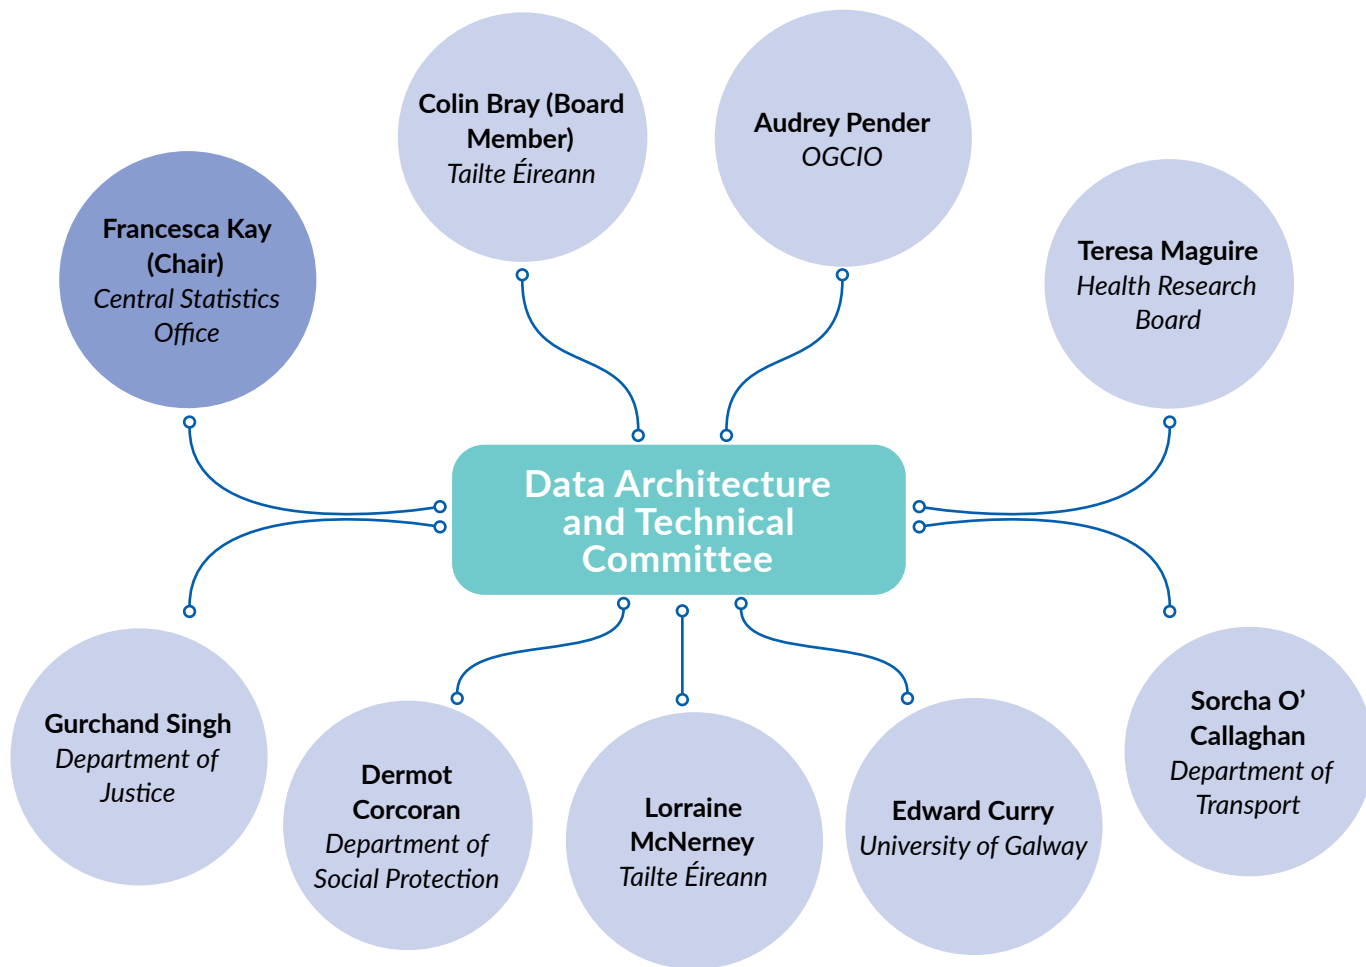 Colin Bray (Board
Member)
Tailte Éireann
Audrey Pender
OGCIO
Francesca Kay
(Chair)
Central Statistics
Office
Teresa Maguire
Health Research
Board
Data Architecture
and Technical
Committee
Gurchand Singh
Department of
Justice
Dermot
Corcoran
Department of
Social Protection
Lorraine
McNerney
Tailte Éireann
Edward Curry
University of Galway
Sorcha O’
Callaghan
Department of
Transport